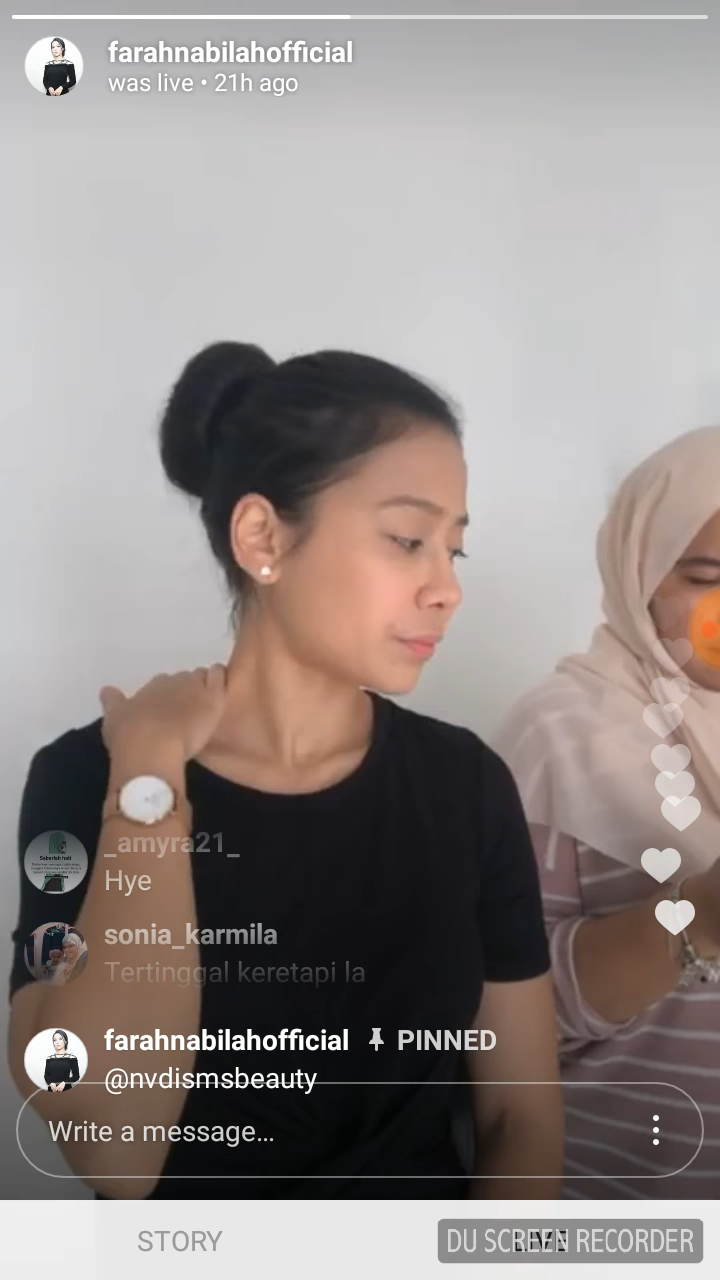 farahnabilahofficial
was live • 21h ago
_amyra21_
Hye
sonia_karmila
Tertinggal keretapi la
farahnabilahofficial PINNED
@nvdismsbeauty
Write a message...
STORY
LIVE
DU SCREEN RECORDER